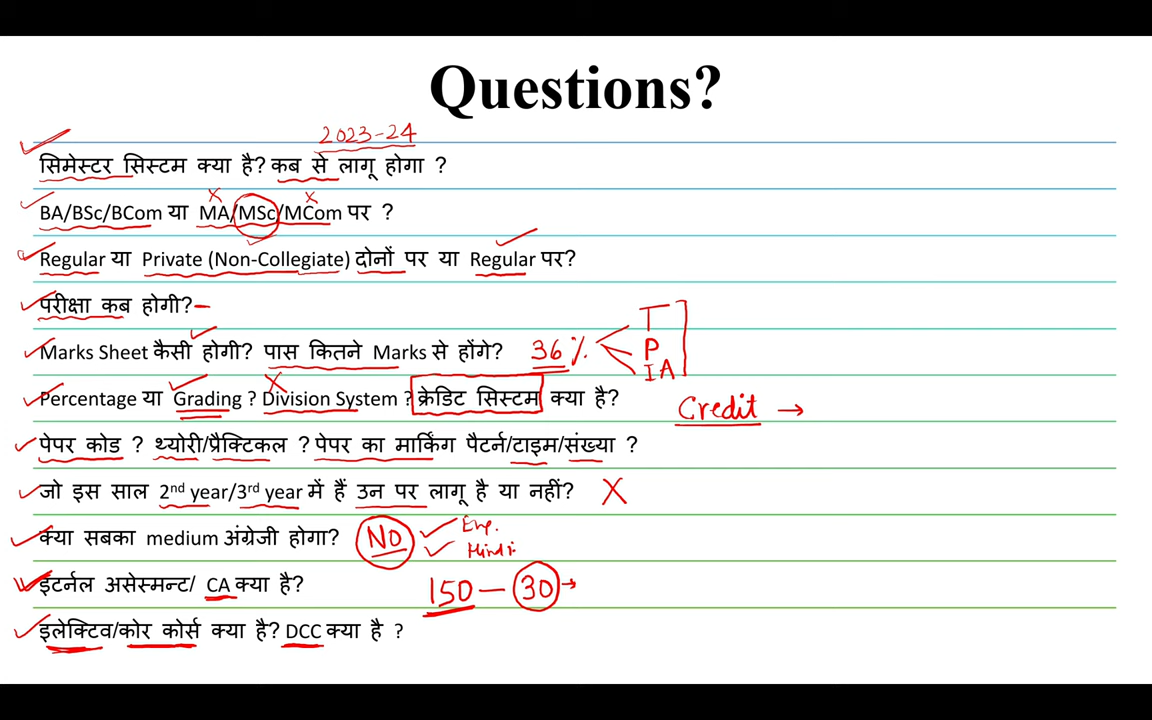 Questions?
2023-24
सिमेस्टर सिस्टम क्या है? कब से लागू होगा ?
BA/BSc/BCom या MA/MSc/MCom पर ?
Regular या Private (Non-Collegiate) दोनों पर या Regular पर?
परीक्षा कब होगी?
Marks Sheet कैसी होगी? पास कितने Marks से होंगे? 36% T P IA
Percentage या Grading ? Division System ? क्रेडिट सिस्टम क्या है? Credit →
पेपर कोड ? थ्योरी/प्रैक्टिकल ? पेपर का मार्किंग पैटर्न/टाइम/संख्या ?
जो इस साल 2nd year/3rd year में हैं उन पर लागू है या नहीं? X
क्या सबका medium अंग्रेजी होगा? NO Eng. Hindi
इंटर्नल असेस्मन्ट/ CA क्या है? 150 — 30 →
इलेक्टिव/कोर कोर्स क्या है? DCC क्या है ?